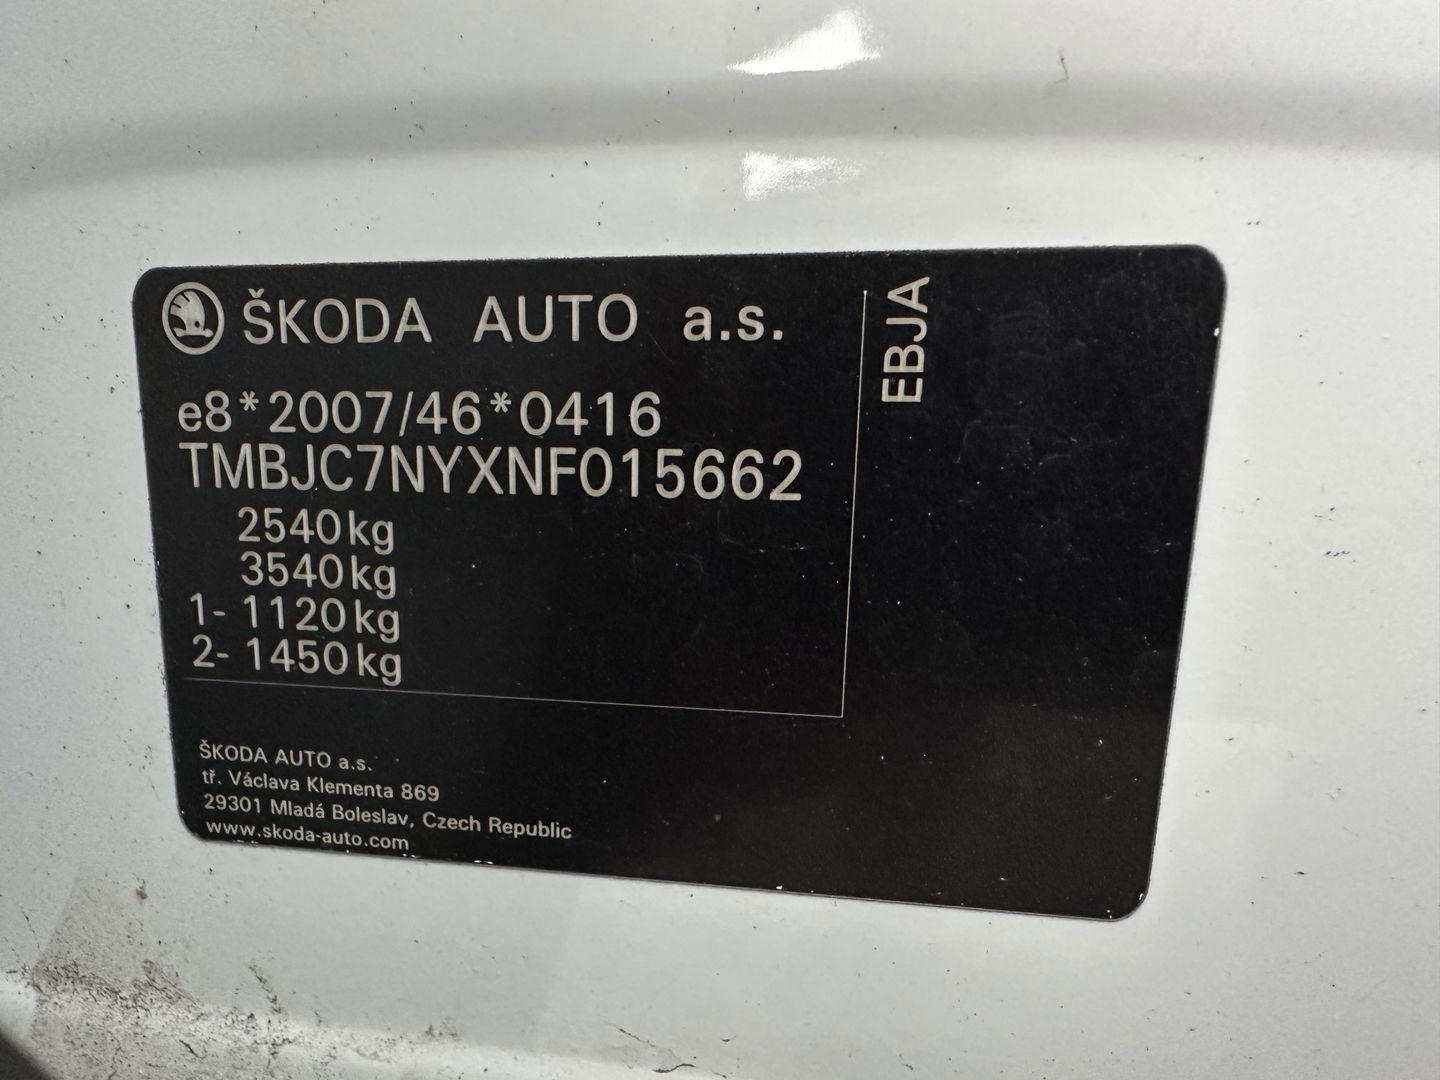 ŠKODA AUTO a.s.
EBJA
e8*2007/46*0416
TMBJC7NYXNF015662
2540kg
3540kg
1- 1120kg
2- 1450kg
ŠKODA AUTO a.s.
tř. Václava Klementa 869
29301 Mladá Boleslav, Czech Republic
www.skoda-auto.com